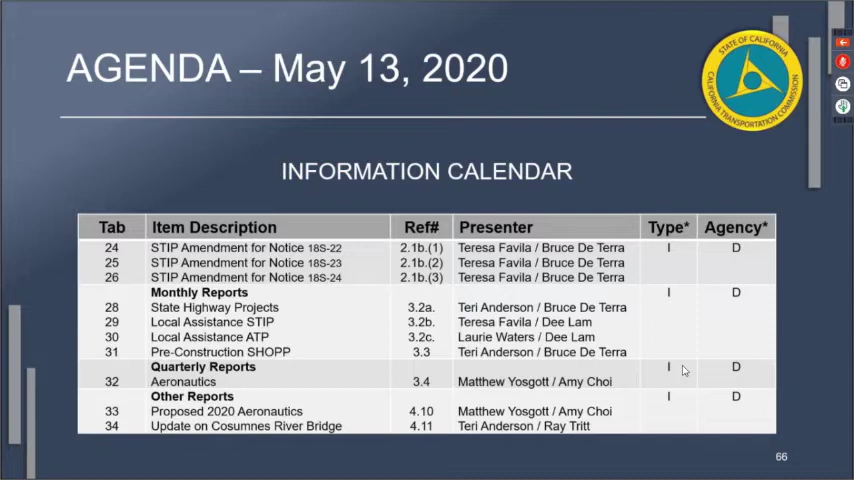 AGENDA – May 13, 2020
STATE OF CALIFORNIA
CALIFORNIA TRANSPORTATION COMMISSION
INFORMATION CALENDAR
Tab Item Description Ref# Presenter Type* Agency*
24 STIP Amendment for Notice 18S-22 2.1b.(1) Teresa Favila / Bruce De Terra I D
25 STIP Amendment for Notice 18S-23 2.1b.(2) Teresa Favila / Bruce De Terra
26 STIP Amendment for Notice 18S-24 2.1b.(3) Teresa Favila / Bruce De Terra
Monthly Reports I D
28 State Highway Projects 3.2a. Teri Anderson / Bruce De Terra
29 Local Assistance STIP 3.2b. Teresa Favila / Dee Lam
30 Local Assistance ATP 3.2c. Laurie Waters / Dee Lam
31 Pre-Construction SHOPP 3.3 Teri Anderson / Bruce De Terra
Quarterly Reports I D
32 Aeronautics 3.4 Matthew Yosgott / Amy Choi
Other Reports I D
33 Proposed 2020 Aeronautics 4.10 Matthew Yosgott / Amy Choi
34 Update on Cosumnes River Bridge 4.11 Teri Anderson / Ray Tritt
66